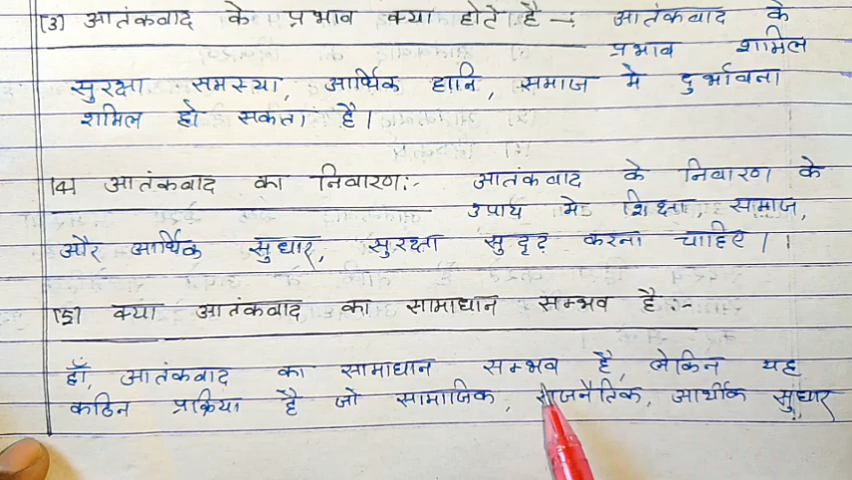 (3) आतंकवाद के प्रभाव क्या होते है :- आतंकवाद के
प्रभाव शामिल
सुरक्षा समस्या, आर्थिक हानि, समाज मे दुर्भावना
शामिल हो सकता है।
(4) आतंकवाद का निवारण:- आतंकवाद के निवारण के
उपाय मे शिक्षा, समाज,
और आर्थिक सुधार, सुरक्षा सुदृढ़ करना चाहिए।।
(5) क्या आतंकवाद का सामाधान सम्भव है:-
हाँ, आतंकवाद का सामाधान सम्भव है, लेकिन यह
कठिन प्रक्रिया है जो सामाजिक, राजनैतिक, आर्थीक सुधार